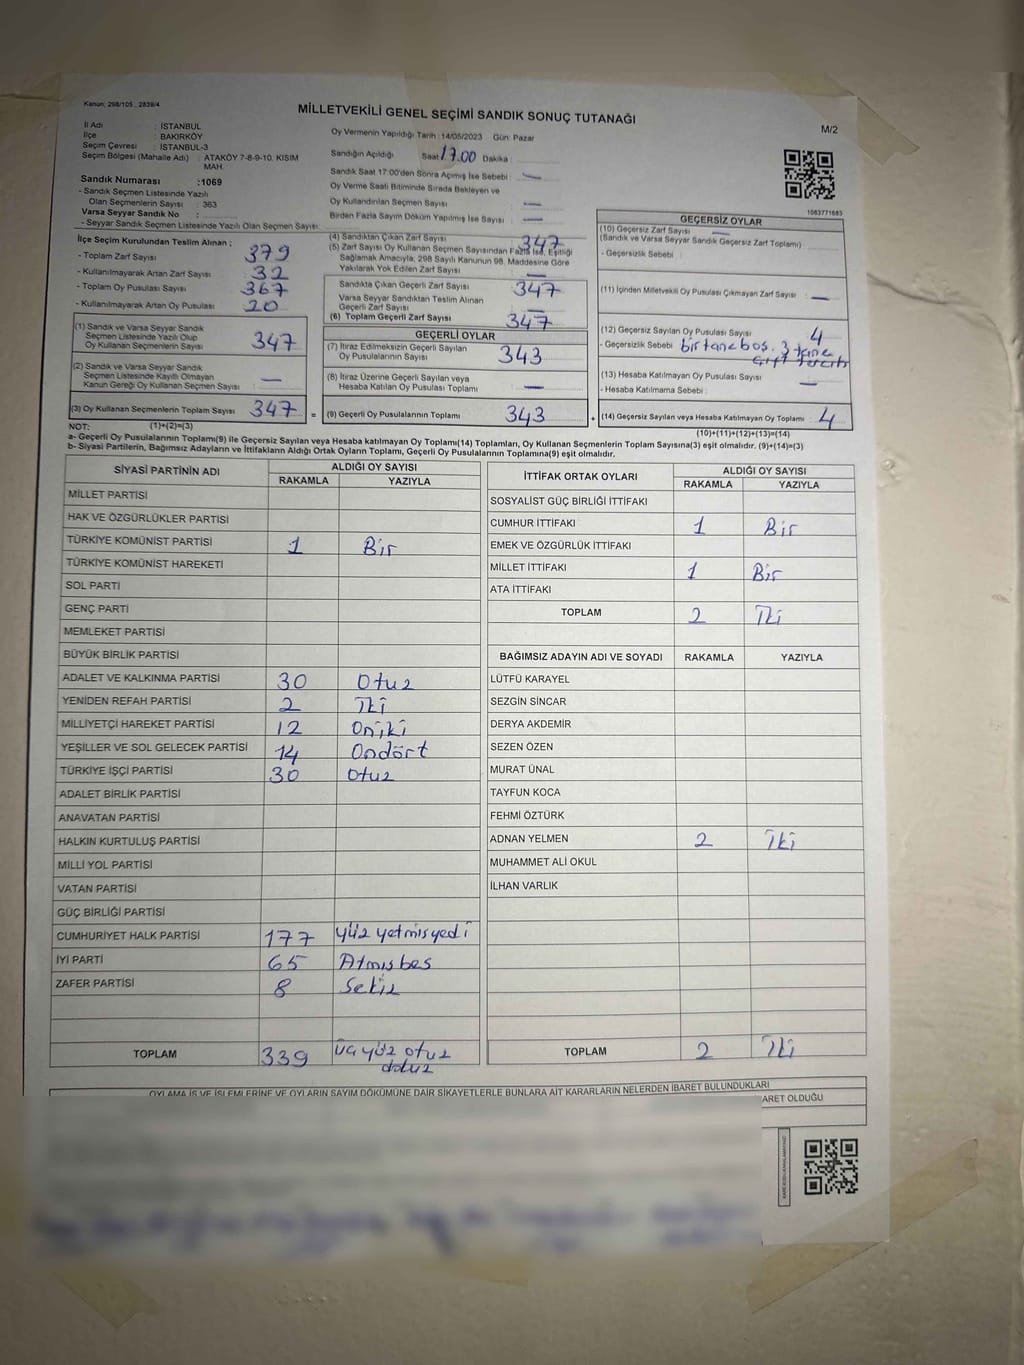 Kanun: 298/105 , 2839/4
MİLLETVEKİLİ GENEL SEÇİMİ SANDIK SONUÇ TUTANAĞI
M/2
İl Adı : İSTANBUL
İlçe : BAKIRKÖY
Seçim Çevresi : İSTANBUL-3
Seçim Bölgesi (Mahalle Adı) : ATAKÖY 7-8-9-10. KISIM MAH.
Sandık Numarası :1069
- Sandık Seçmen Listesinde Yazılı
Olan Seçmenlerin Sayısı : 363
Varsa Seyyar Sandık No :
- Seyyar Sandık Seçmen Listesinde Yazılı Olan Seçmen Sayısı:
Oy Vermenin Yapıldığı Tarih :14/05/2023 Gün: Pazar
Sandığın Açıldığı Saat 17.00 Dakika
Sandık Saat 17:00'den Sonra Açımış İse Sebebi : —
Oy Verme Saati Bitiminde Sırada Bekleyen ve
Oy Kullandırılan Seçmen Sayısı : —
Birden Fazla Sayım Döküm Yapılmış İse Sayısı : —
1083771683
İlçe Seçim Kurulundan Teslim Alınan ;
- Toplam Zarf Sayısı : 379
- Kullanılmayarak Artan Zarf Sayısı : 32
- Toplam Oy Pusulası Sayısı : 367
- Kullanılmayarak Artan Oy Pusulası : 20
(1) Sandık ve Varsa Seyyar Sandık
Seçmen Listesinde Yazılı Olup
Oy Kullanan Seçmenlerin Sayısı : 347
(2) Sandık ve Varsa Seyyar Sandık
Seçmen Listesinde Kayıtlı Olmayan
Kanun Gereği Oy Kullanan Seçmen Sayısı : —
(3) Oy Kullanan Seçmenlerin Toplam Sayısı : 347 =
(4) Sandıktan Çıkan Zarf Sayısı : 347
(5) Zarf Sayısı Oy Kullanan Seçmen Sayısından Fazla İse, Eşitliği
Sağlamak Amacıyla, 298 Sayılı Kanunun 98. Maddesine Göre
Yakılarak Yok Edilen Zarf Sayısı : —
Sandıkta Çıkan Geçerli Zarf Sayısı : 347
Varsa Seyyar Sandıktan Teslim Alınan
Geçerli Zarf Sayısı : —
(6) Toplam Geçerli Zarf Sayısı : 347
GEÇERLİ OYLAR
(7) İtiraz Edilmeksizin Geçerli Sayılan
Oy Pusulalarının Sayısı : 343
(8) İtiraz Üzerine Geçerli Sayılan veya
Hesaba Katılan Oy Pusulası Toplamı : —
(9) Geçerli Oy Pusulalarının Toplamı : 343 +
GEÇERSİZ OYLAR
(10) Geçersiz Zarf Sayısı : —
(Sandık ve Varsa Seyyar Sandık Geçersiz Zarf Toplamı)
- Geçersizlik Sebebi :
(11) İçinden Milletvekili Oy Pusulası Çıkmayan Zarf Sayısı : —
(12) Geçersiz Sayılan Oy Pusulası Sayısı : 4
- Geçersizlik Sebebi : bir tane boş. 3 tane
çift tercih
(13) Hesaba Katılmayan Oy Pusulası Sayısı : —
- Hesaba Katılmama Sebebi :
(14) Geçersiz Sayılan veya Hesaba Katılmayan Oy Toplamı : 4
NOT: (1)+(2)=(3)
(10)+(11)+(12)+(13)=(14)
a- Geçerli Oy Pusulalarının Toplamı(9) ile Geçersiz Sayılan veya Hesaba katılmayan Oy Toplamı(14) Toplamları, Oy Kullanan Seçmenlerin Toplam Sayısına(3) eşit olmalıdır. (9)+(14)=(3)
b- Siyasi Partilerin, Bağımsız Adayların ve İttifakların Aldığı Ortak Oyların Toplamı, Geçerli Oy Pusulalarının Toplamına(9) eşit olmalıdır.
SİYASİ PARTİNİN ADI ALDIĞI OY SAYISI
RAKAMLA YAZIYLA
MİLLET PARTİSİ
HAK VE ÖZGÜRLÜKLER PARTİSİ
TÜRKİYE KOMÜNİST PARTİSİ 1 Bir
TÜRKİYE KOMÜNİST HAREKETİ
SOL PARTİ
GENÇ PARTİ
MEMLEKET PARTİSİ
BÜYÜK BİRLİK PARTİSİ
ADALET VE KALKINMA PARTİSİ 30 Otuz
YENİDEN REFAH PARTİSİ 2 İki
MİLLİYETÇİ HAREKET PARTİSİ 12 Oniki
YEŞİLLER VE SOL GELECEK PARTİSİ 14 Ondört
TÜRKİYE İŞÇİ PARTİSİ 30 Otuz
ADALET BİRLİK PARTİSİ
ANAVATAN PARTİSİ
HALKIN KURTULUŞ PARTİSİ
MİLLİ YOL PARTİSİ
VATAN PARTİSİ
GÜÇ BİRLİĞİ PARTİSİ
CUMHURİYET HALK PARTİSİ 177 yüz yetmiş yedi
İYİ PARTİ 65 Atmış beş
ZAFER PARTİSİ 8 Sekiz
TOPLAM 339 üç yüz otuz
dokuz
İTTİFAK ORTAK OYLARI ALDIĞI OY SAYISI
RAKAMLA YAZIYLA
SOSYALİST GÜÇ BİRLİĞİ İTTİFAKI
CUMHUR İTTİFAKI 1 Bir
EMEK VE ÖZGÜRLÜK İTTİFAKI
MİLLET İTTİFAKI 1 Bir
ATA İTTİFAKI
TOPLAM 2 İki
BAĞIMSIZ ADAYIN ADI VE SOYADI RAKAMLA YAZIYLA
LÜTFÜ KARAYEL
SEZGİN SİNCAR
DERYA AKDEMİR
SEZEN ÖZEN
MURAT ÜNAL
TAYFUN KOCA
FEHMİ ÖZTÜRK
ADNAN YELMEN 2 İki
MUHAMMET ALİ OKUL
İLHAN VARLIK
TOPLAM 2 İki
OYLAMA İŞ VE İŞLEMLERİNE VE OYLARIN SAYIM DÖKÜMÜNE DAİR ŞİKAYETLERLE BUNLARA AİT KARARLARIN NELERDEN İBARET BULUNDUKLARI
ARET OLDUĞU